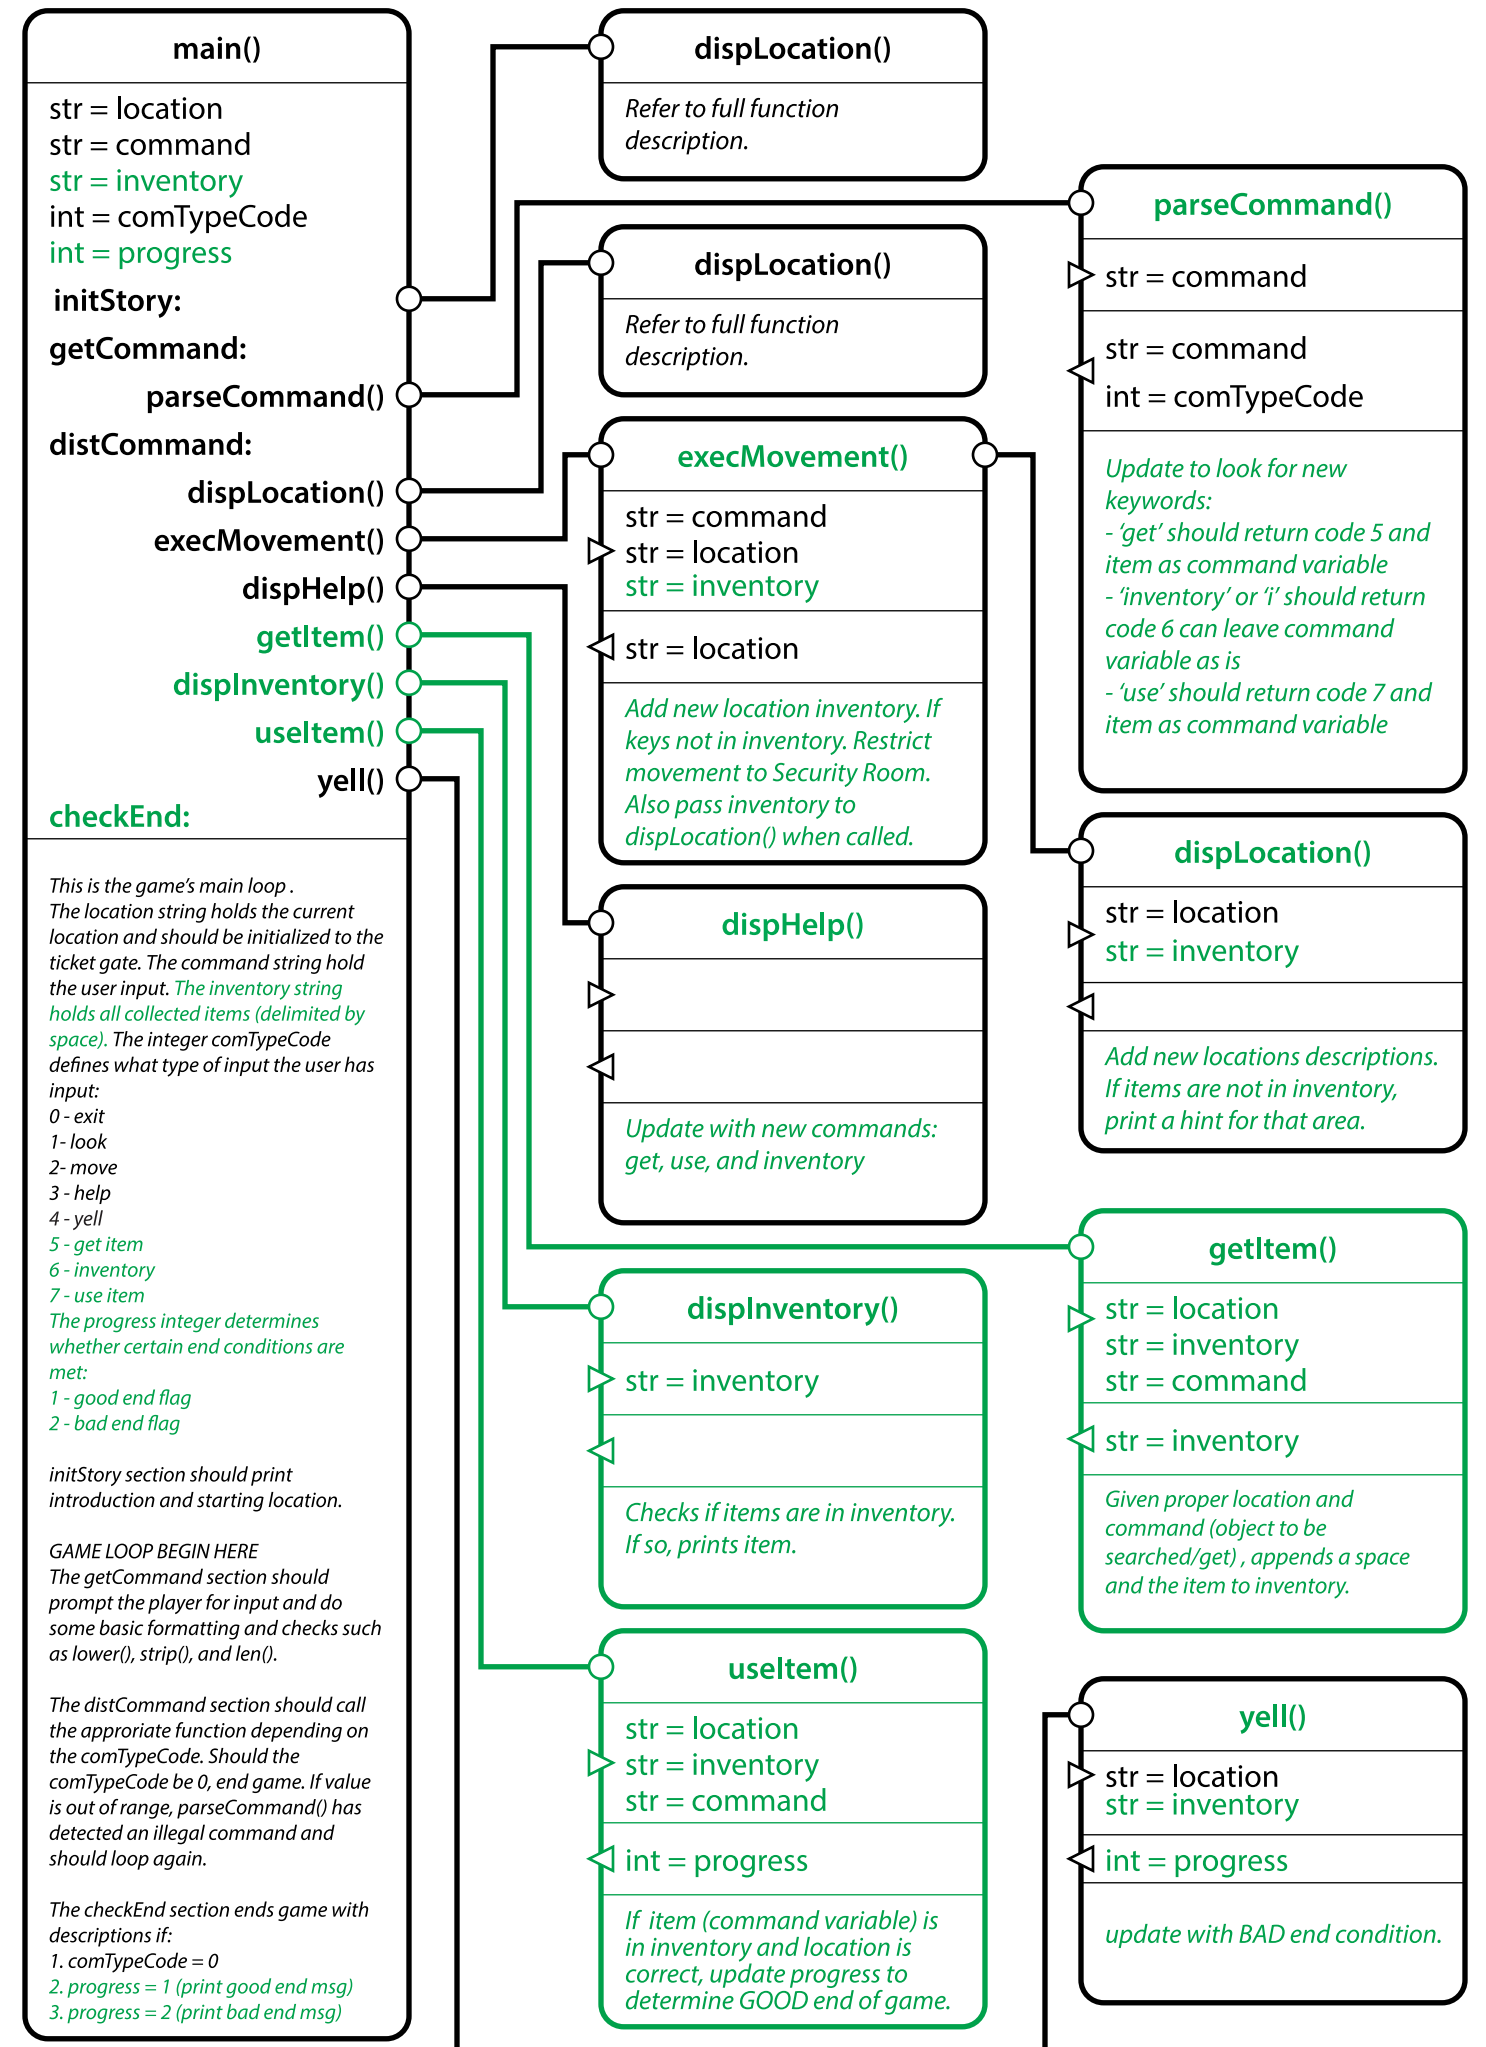 main()
str = location
str = command
str = inventory
int = comTypeCode
int = progress
initStory:
getCommand:
parseCommand()
distCommand:
dispLocation()
execMovement()
dispHelp()
getItem()
dispInventory()
useItem()
yell()
checkEnd:
This is the game's main loop .
The location string holds the current
location and should be initialized to the
ticket gate. The command string hold
the user input. The inventory string
holds all collected items (delimited by
space). The integer comTypeCode
defines what type of input the user has
input:
0 - exit
1- look
2- move
3 - help
4 - yell
5 - get item
6 - inventory
7 - use item
The progress integer determines
whether certain end conditions are
met:
1 - good end flag
2 - bad end flag
initStory section should print
introduction and starting location.
GAME LOOP BEGIN HERE
The getCommand section should
prompt the player for input and do
some basic formatting and checks such
as lower(), strip(), and len().
The distCommand section should call
the approriate function depending on
the comTypeCode. Should the
comTypeCode be 0, end game. If value
is out of range, parseCommand() has
detected an illegal command and
should loop again.
The checkEnd section ends game with
descriptions if:
1. comTypeCode = 0
2. progress = 1 (print good end msg)
3. progress = 2 (print bad end msg)
dispLocation()
Refer to full function
description.
dispLocation()
Refer to full function
description.
execMovement()
str = command
str = location
str = inventory
str = location
Add new location inventory. If
keys not in inventory. Restrict
movement to Security Room.
Also pass inventory to
dispLocation() when called.
dispHelp()
Update with new commands:
get, use, and inventory
dispInventory()
str = inventory
Checks if items are in inventory.
If so, prints item.
useItem()
str = location
str = inventory
str = command
int = progress
If item (command variable) is
in inventory and location is
correct, update progress to
determine GOOD end of game.
parseCommand()
str = command
str = command
int = comTypeCode
Update to look for new
keywords:
- ‘get’ should return code 5 and
item as command variable
- ‘inventory’ or ‘i’ should return
code 6 can leave command
variable as is
- ‘use’ should return code 7 and
item as command variable
dispLocation()
str = location
str = inventory
Add new locations descriptions.
If items are not in inventory,
print a hint for that area.
getItem()
str = location
str = inventory
str = command
str = inventory
Given proper location and
command (object to be
searched/get) , appends a space
and the item to inventory.
yell()
str = location
str = inventory
int = progress
update with BAD end condition.